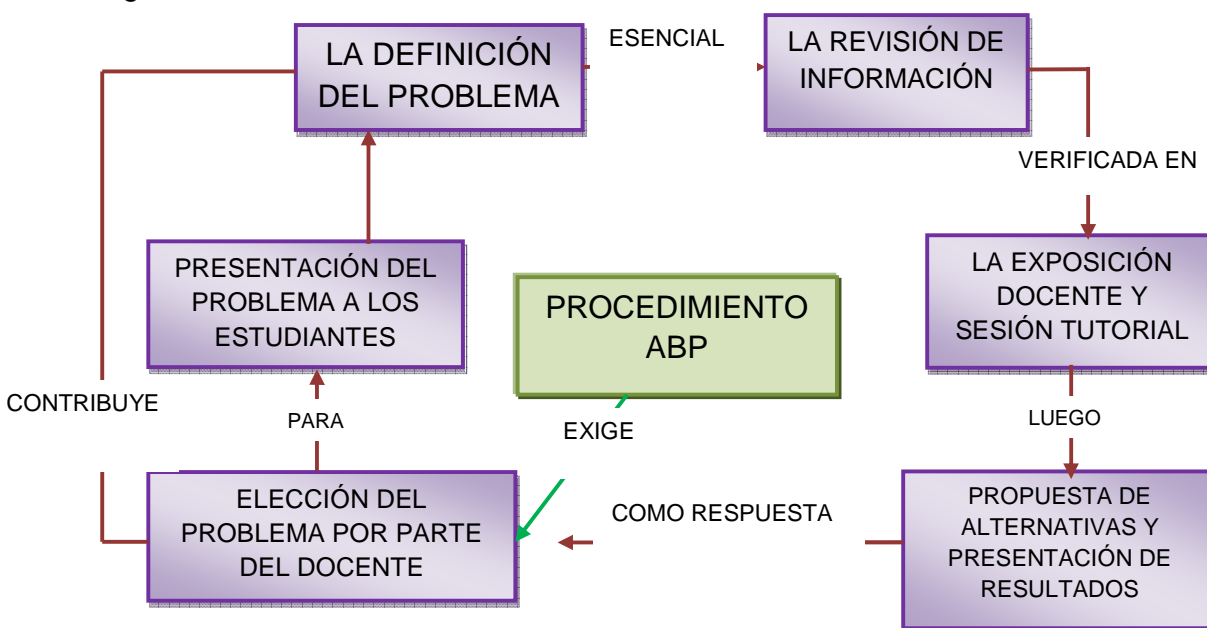 LA DEFINICIÓN
DEL PROBLEMA
ESENCIAL
LA REVISIÓN DE
INFORMACIÓN
VERIFICADA EN
PRESENTACIÓN DEL
PROBLEMA A LOS
ESTUDIANTES
PROCEDIMIENTO
ABP
LA EXPOSICIÓN
DOCENTE Y
SESIÓN TUTORIAL
CONTRIBUYE
PARA
EXIGE
LUEGO
ELECCIÓN DEL
PROBLEMA POR PARTE
DEL DOCENTE
COMO RESPUESTA
PROPUESTA DE
ALTERNATIVAS Y
PRESENTACIÓN DE
RESULTADOS